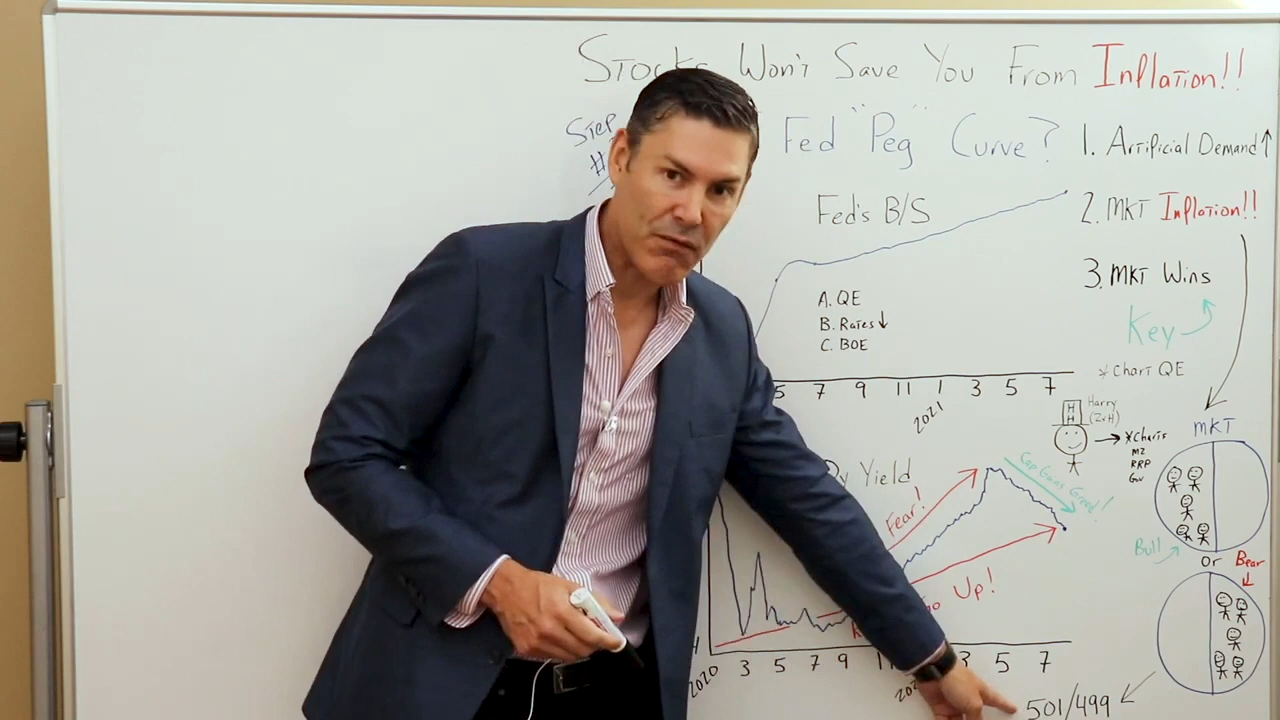 Stocks Won't Save You From Inflation!!
Step
#
Fed "Peg" Curve?
1. Artificial Demand↑
Fed's B/S
2. MKT Inflation!!
3. MKT Wins
Key
A. QE
B. Rates↓
C. BOE
*Chart QE
5 7 9 11 1 3 5 7
2021
H
H
Harry
(2xH)
*Charts
M2
RRP
Gov
MKT
Yield
Fear!
Cap Gains Greed!
Up!
Bull
Or
Bear
2020 3 5 7 9 11 3 5 7
501/499